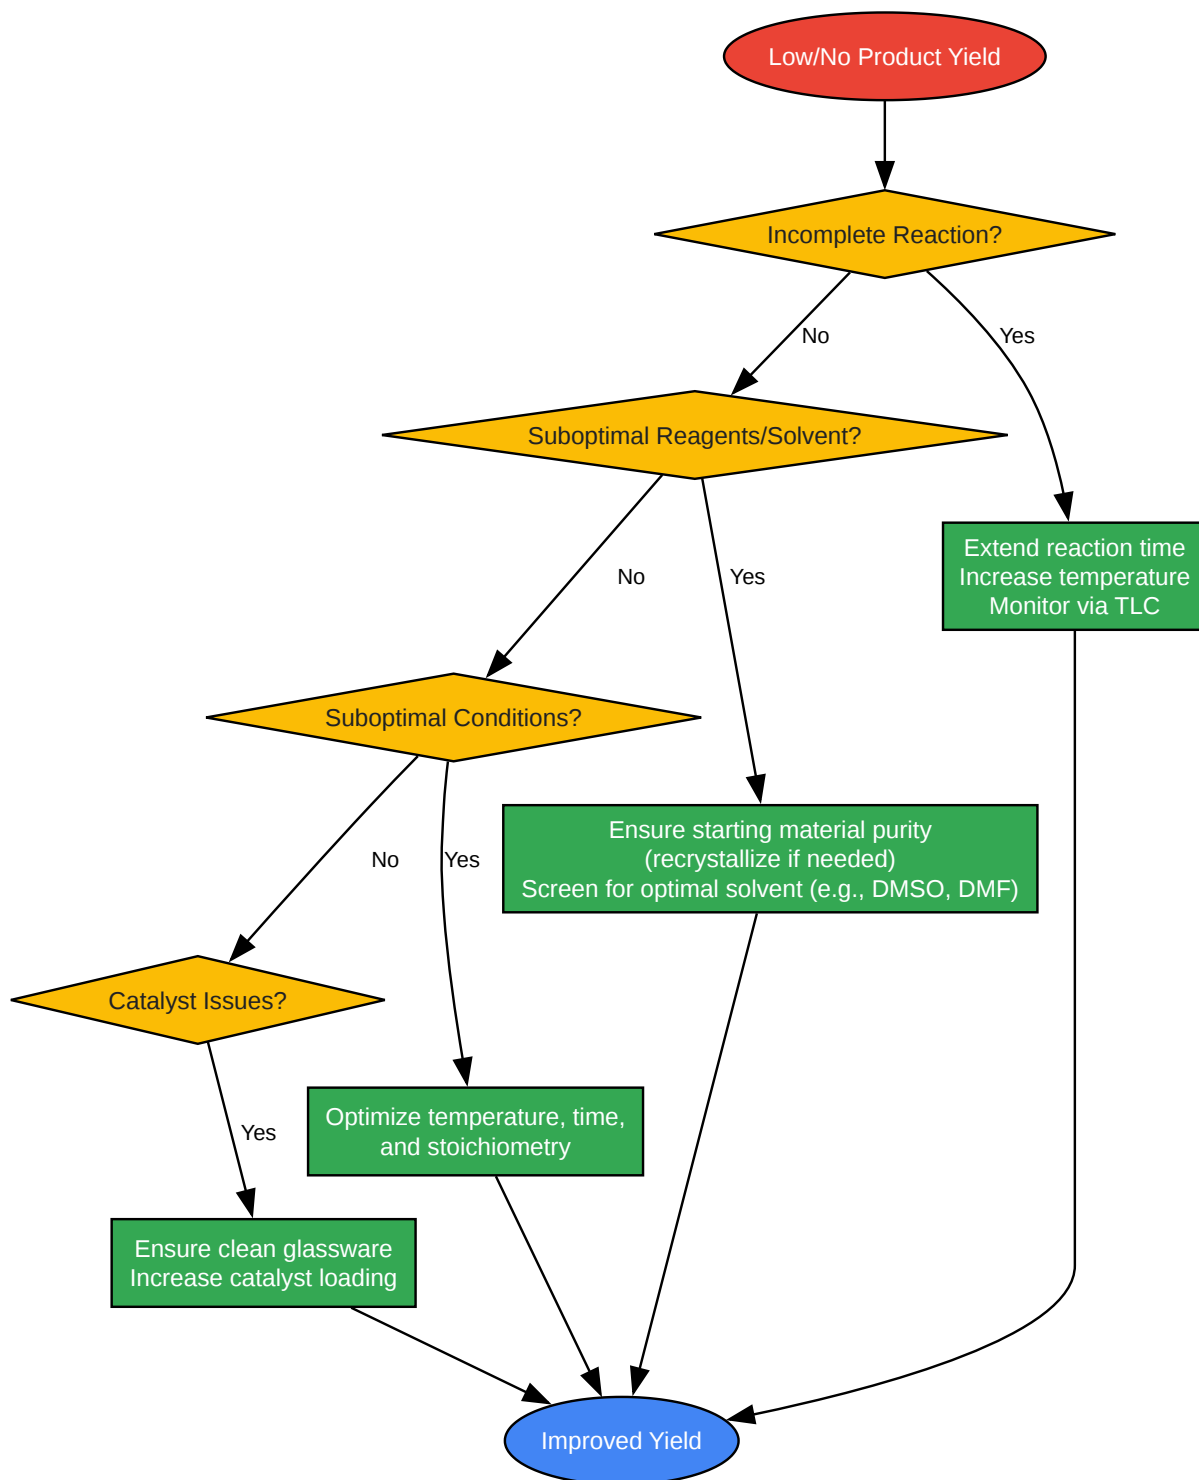 Low/No Product Yield
Incomplete Reaction?
No
Yes
Suboptimal Reagents/Solvent?
Extend reaction time
Increase temperature
Monitor via TLC
No
Yes
Suboptimal Conditions?
Ensure starting material purity
(recrystallize if needed)
Screen for optimal solvent (e.g., DMSO, DMF)
No
Yes
Catalyst Issues?
Optimize temperature, time,
and stoichiometry
Yes
Ensure clean glassware
Increase catalyst loading
Improved Yield